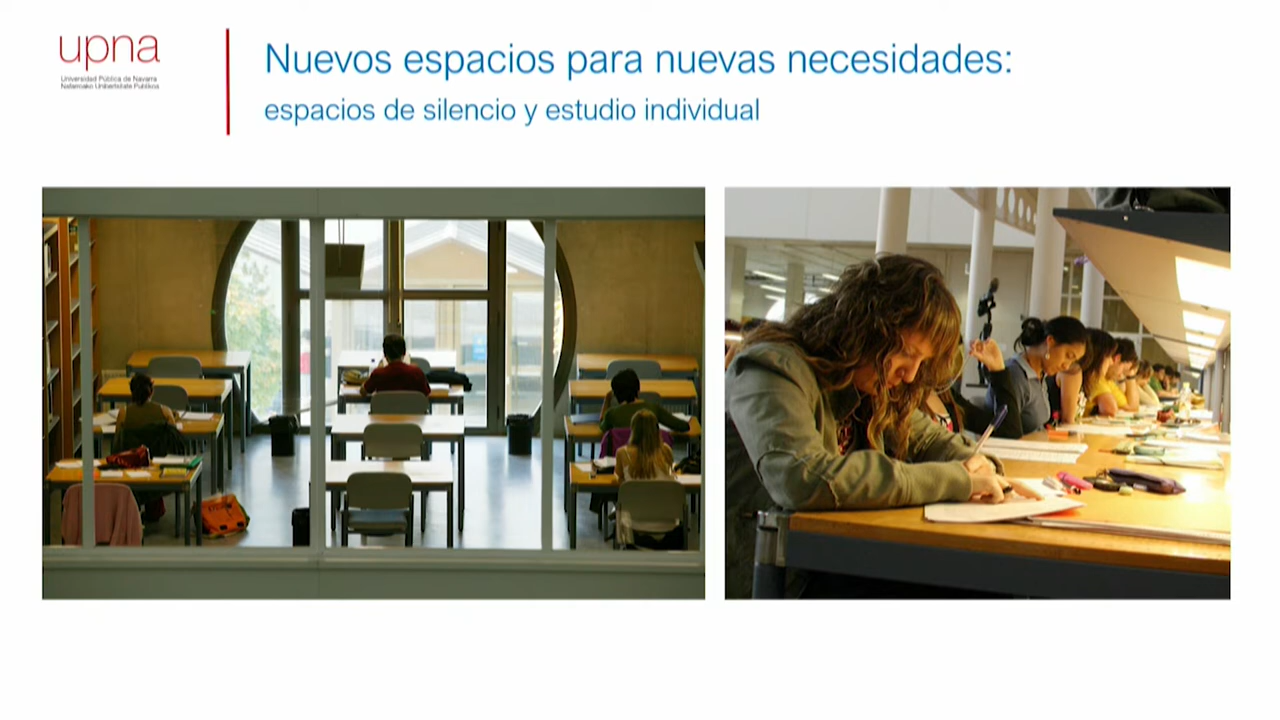 upna
Universidad Pública de Navarra
Nafarroako Unibertsitate Publikoa
Nuevos espacios para nuevas necesidades:
espacios de silencio y estudio individual